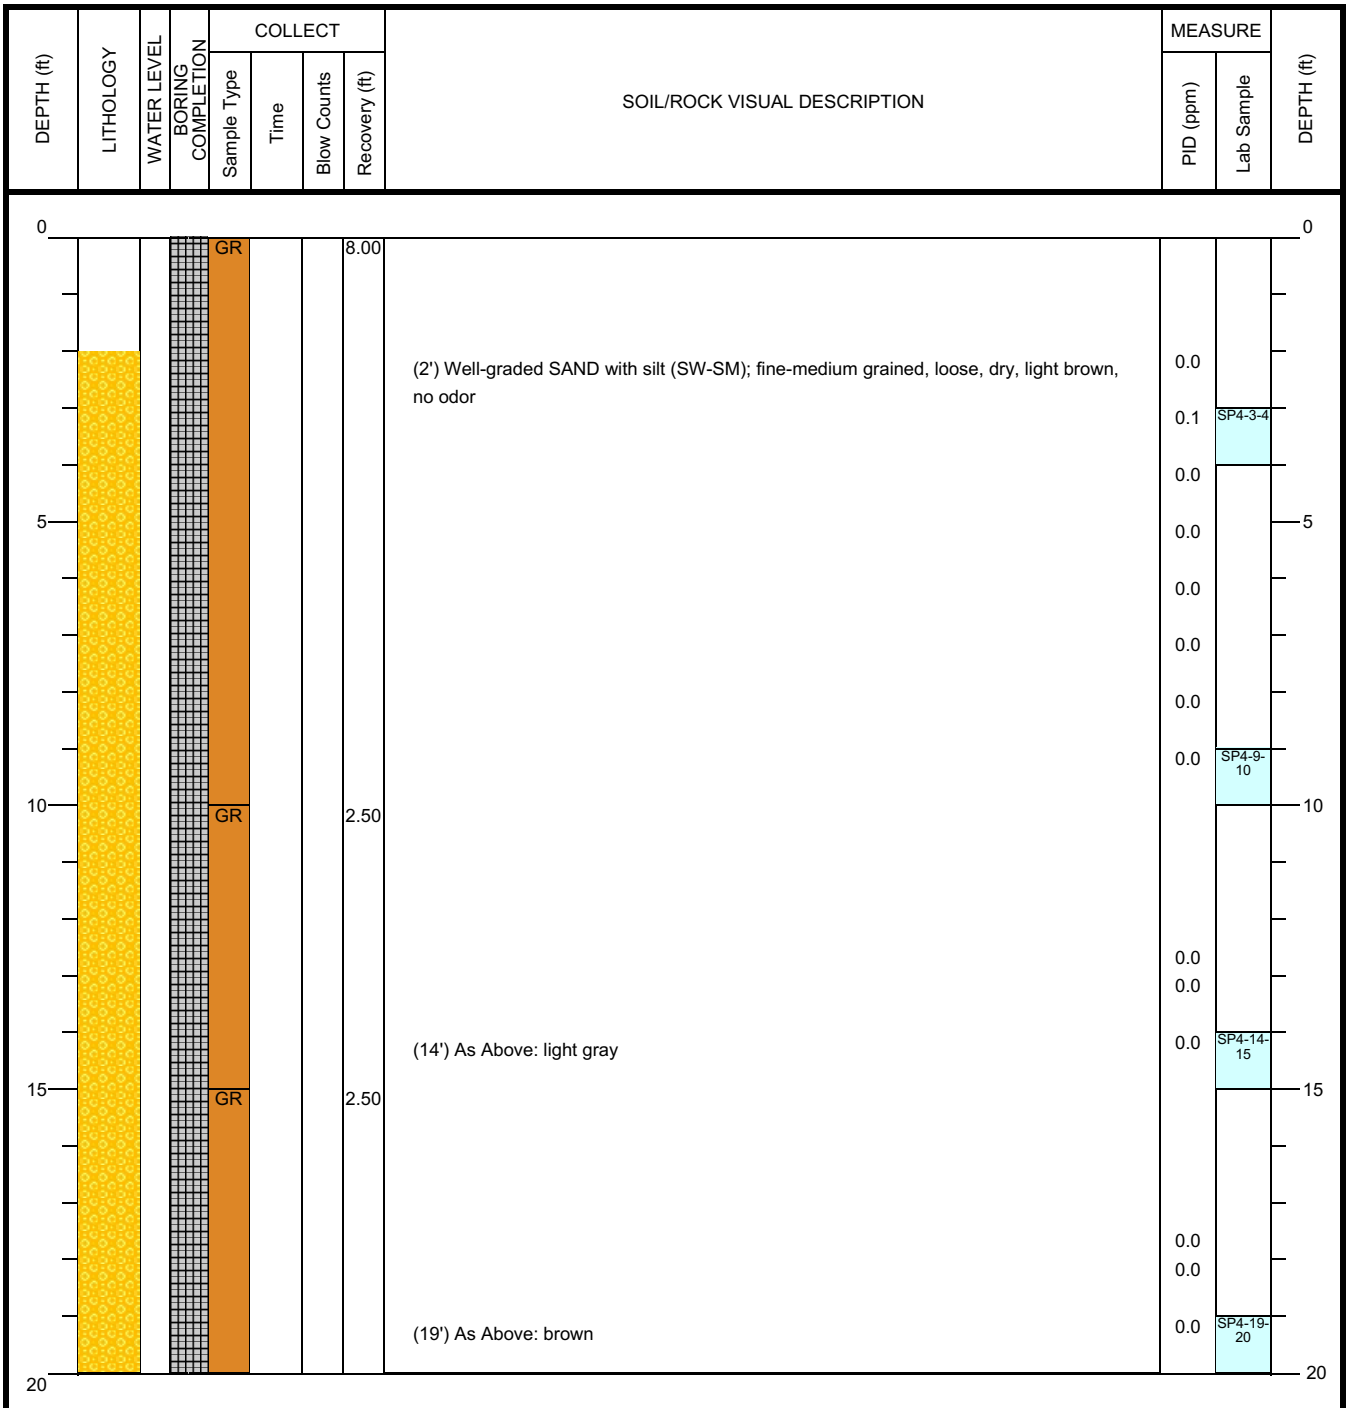 COLLECT
MEASURE
DEPTH (ft)
LITHOLOGY
WATER LEVEL
BORING
COMPLETION
Sample Type
Time
Blow Counts
Recovery (ft)
SOIL/ROCK VISUAL DESCRIPTION
PID (ppm)
Lab Sample
DEPTH (ft)
0
GR
8.00
0
(2') Well-graded SAND with silt (SW-SM); fine-medium grained, loose, dry, light brown,
no odor
0.0
0.1
SP4-3-4
0.0
5
0.0
5
0.0
0.0
0.0
0.0
SP4-9-
10
10
GR
2.50
10
0.0
0.0
(14') As Above: light gray
0.0
SP4-14-
15
15
GR
2.50
15
0.0
0.0
(19') As Above: brown
0.0
SP4-19-
20
20
20